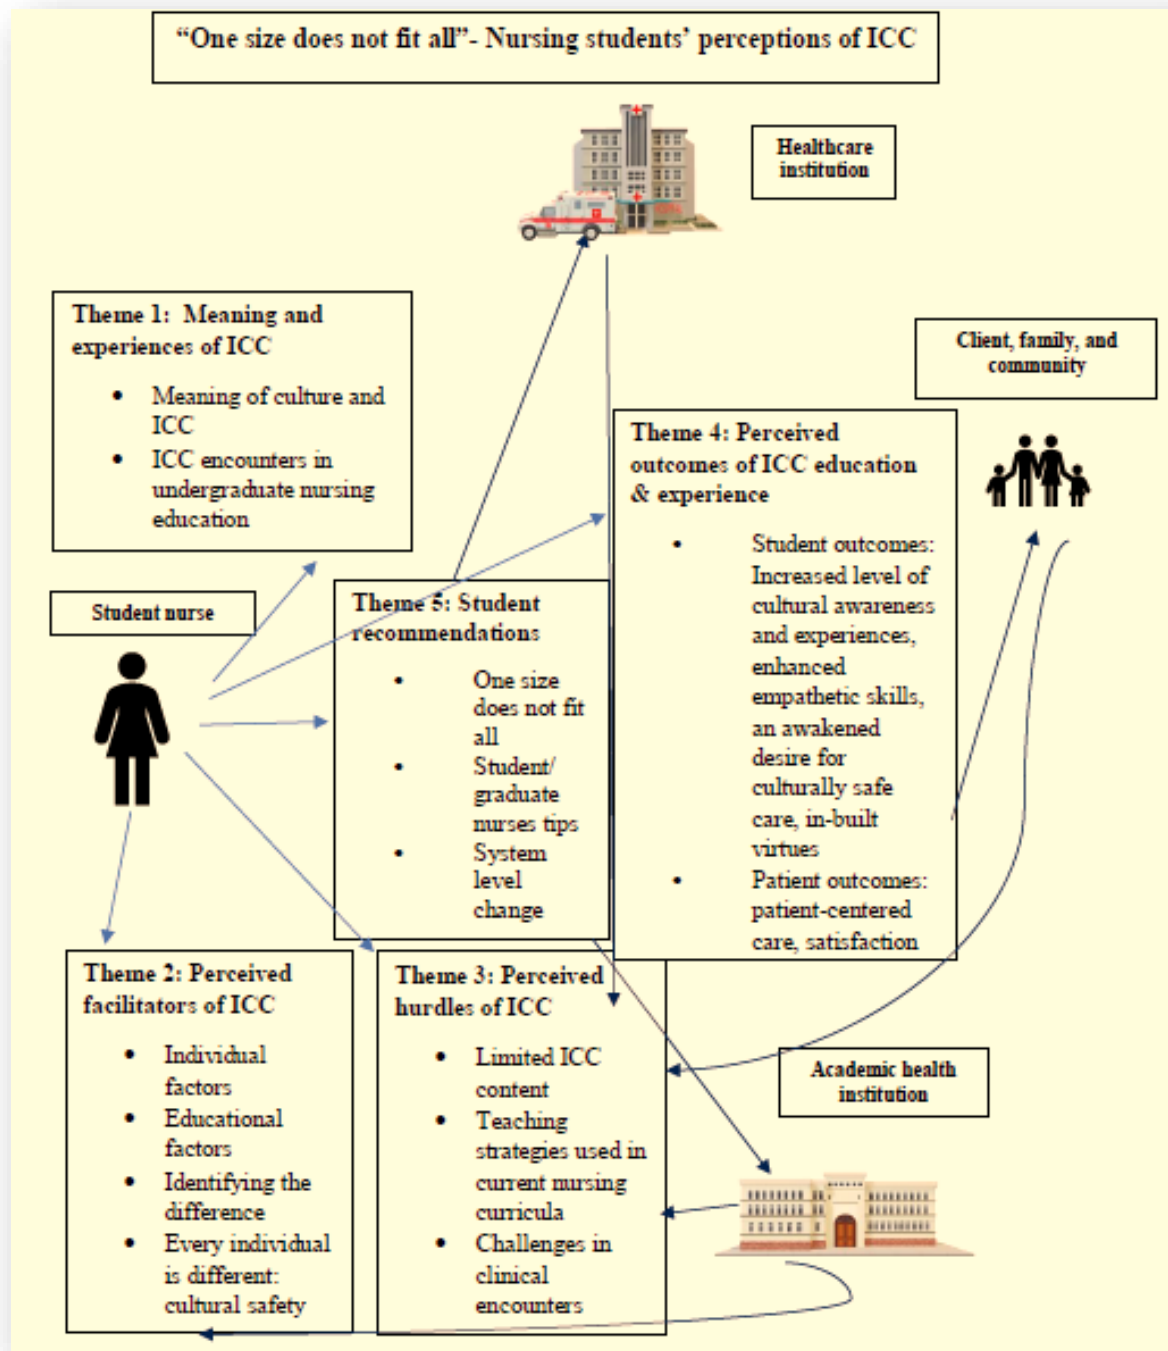 “One size does not fit all”- Nursing students’ perceptions of ICC
Healthcare
institution
Theme 1:  Meaning and
experiences of ICC
• Meaning of culture and
ICC
• ICC encounters in
undergraduate nursing
education
Client, family, and
community
Theme 4: Perceived
outcomes of ICC education
& experience
• Student outcomes:
Increased level of
cultural awareness
and experiences,
enhanced
empathetic skills,
an awakened
desire for
culturally safe
care, in-built
virtues
• Patient outcomes:
patient-centered
care, satisfaction
Student nurse
Theme 5: Student
recommendations
• One size
does not fit
all
• Student/
graduate
nurses tips
• System
level
change
Theme 2: Perceived
facilitators of ICC
• Individual
factors
• Educational
factors
• Identifying the
difference
• Every individual
is different:
cultural safety
Theme 3: Perceived
hurdles of ICC
• Limited ICC
content
• Teaching
strategies used in
current nursing
curricula
• Challenges in
clinical
encounters
Academic health
institution